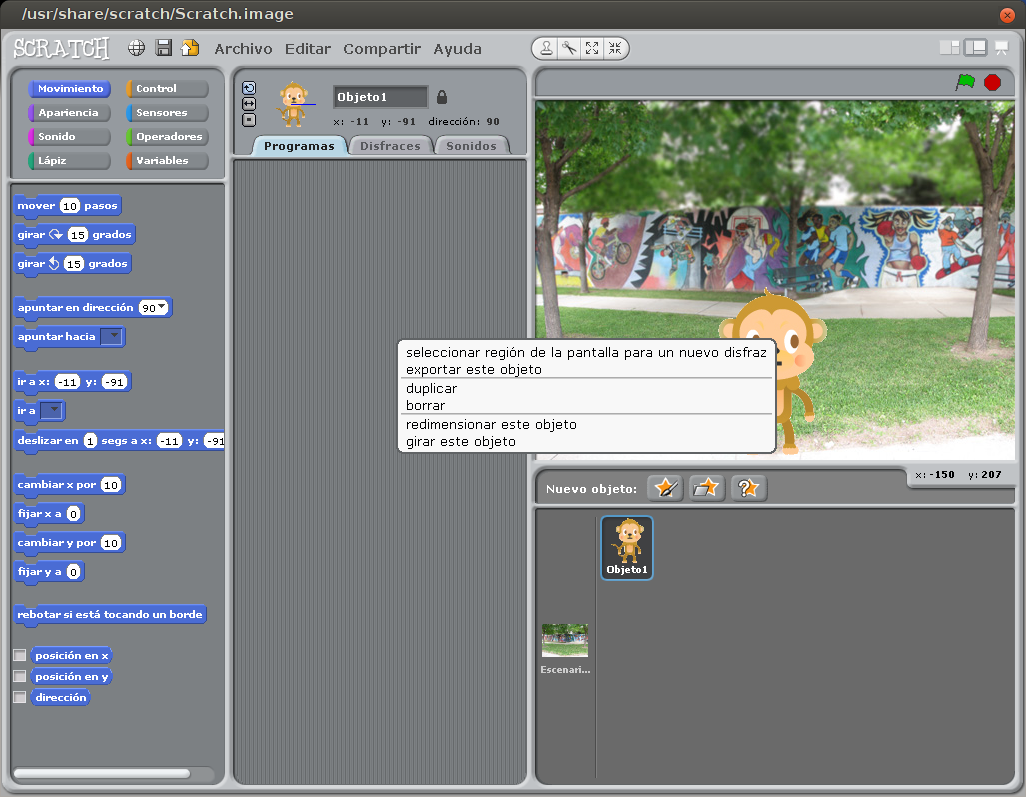 /usr/share/scratch/Scratch.image
SCRATCH Archivo Editar Compartir Ayuda
Movimiento Control
Apariencia Sensores
Sonido Operadores
Lápiz Variables
mover 10 pasos
girar 15 grados
girar 15 grados
apuntar en dirección 90
apuntar hacia
ir a x: -11 y: -91
ir a
deslizar en 1 segs a x: -11 y: -91
cambiar x por 10
fijar x a 0
cambiar y por 10
fijar y a 0
rebotar si está tocando un borde
posición en x
posición en y
dirección
Objeto1
x: -11 y: -91 dirección: 90
Programas Disfraces Sonidos
seleccionar región de la pantalla para un nuevo disfraz
exportar este objeto
duplicar
borrar
redimensionar este objeto
girar este objeto
x: -150 y: 207
Nuevo objeto:
Objeto1
Escenari...